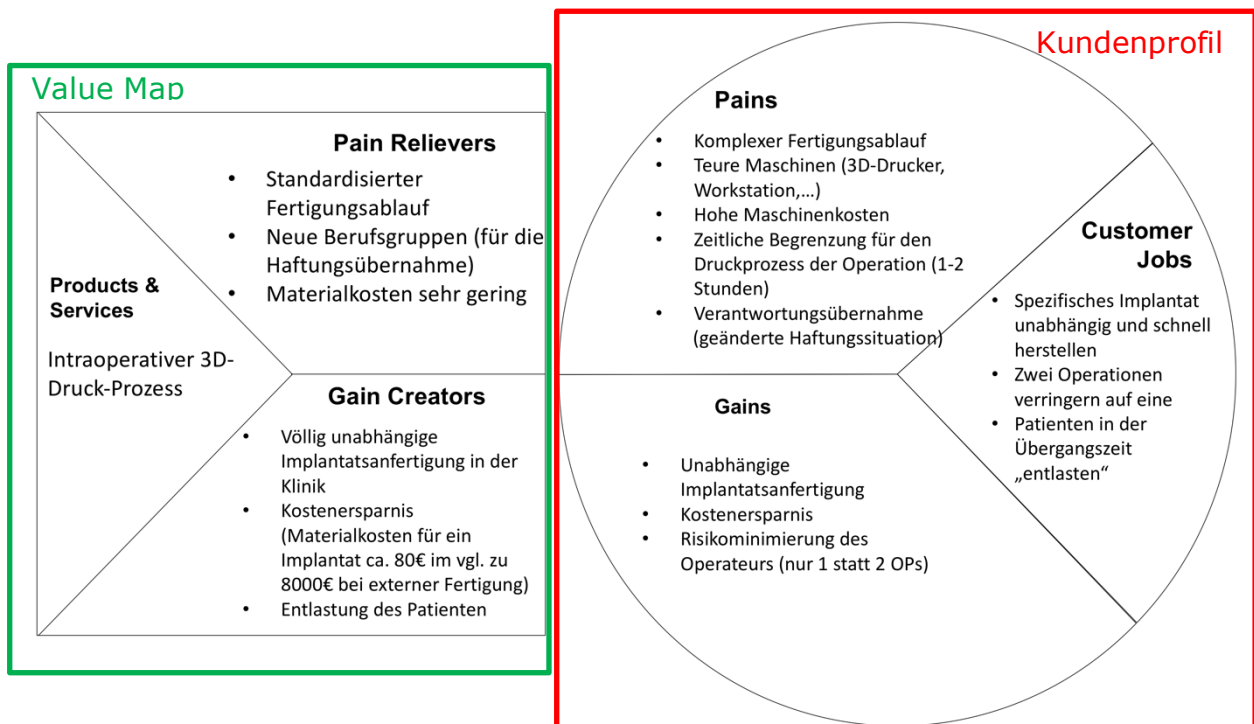 Value Map
Pain Relievers
• Standardisierter
Fertigungsablauf
• Neue Berufsgruppen (für die
Haftungsübernahme)
• Materialkosten sehr gering
Products &
Services
Intraoperativer 3D-
Druck-Prozess
Gain Creators
• Völlig unabhängige
Implantatsanfertigung in der
Klinik
• Kostenersparnis
(Materialkosten für ein
Implantat ca. 80€ im vgl. zu
8000€ bei externer Fertigung)
• Entlastung des Patienten
Kundenprofil
Pains
• Komplexer Fertigungsablauf
• Teure Maschinen (3D-Drucker,
Workstation,...)
• Hohe Maschinenkosten
• Zeitliche Begrenzung für den
Druckprozess der Operation (1-2
Stunden)
• Verantwortungsübernahme
(geänderte Haftungssituation)
Customer
Jobs
• Spezifisches Implantat
unabhängig und schnell
herstellen
• Zwei Operationen
verringern auf eine
• Patienten in der
Übergangszeit
„entlasten“
Gains
• Unabhängige
Implantatsanfertigung
• Kostenersparnis
• Risikominimierung des
Operateurs (nur 1 statt 2 OPs)